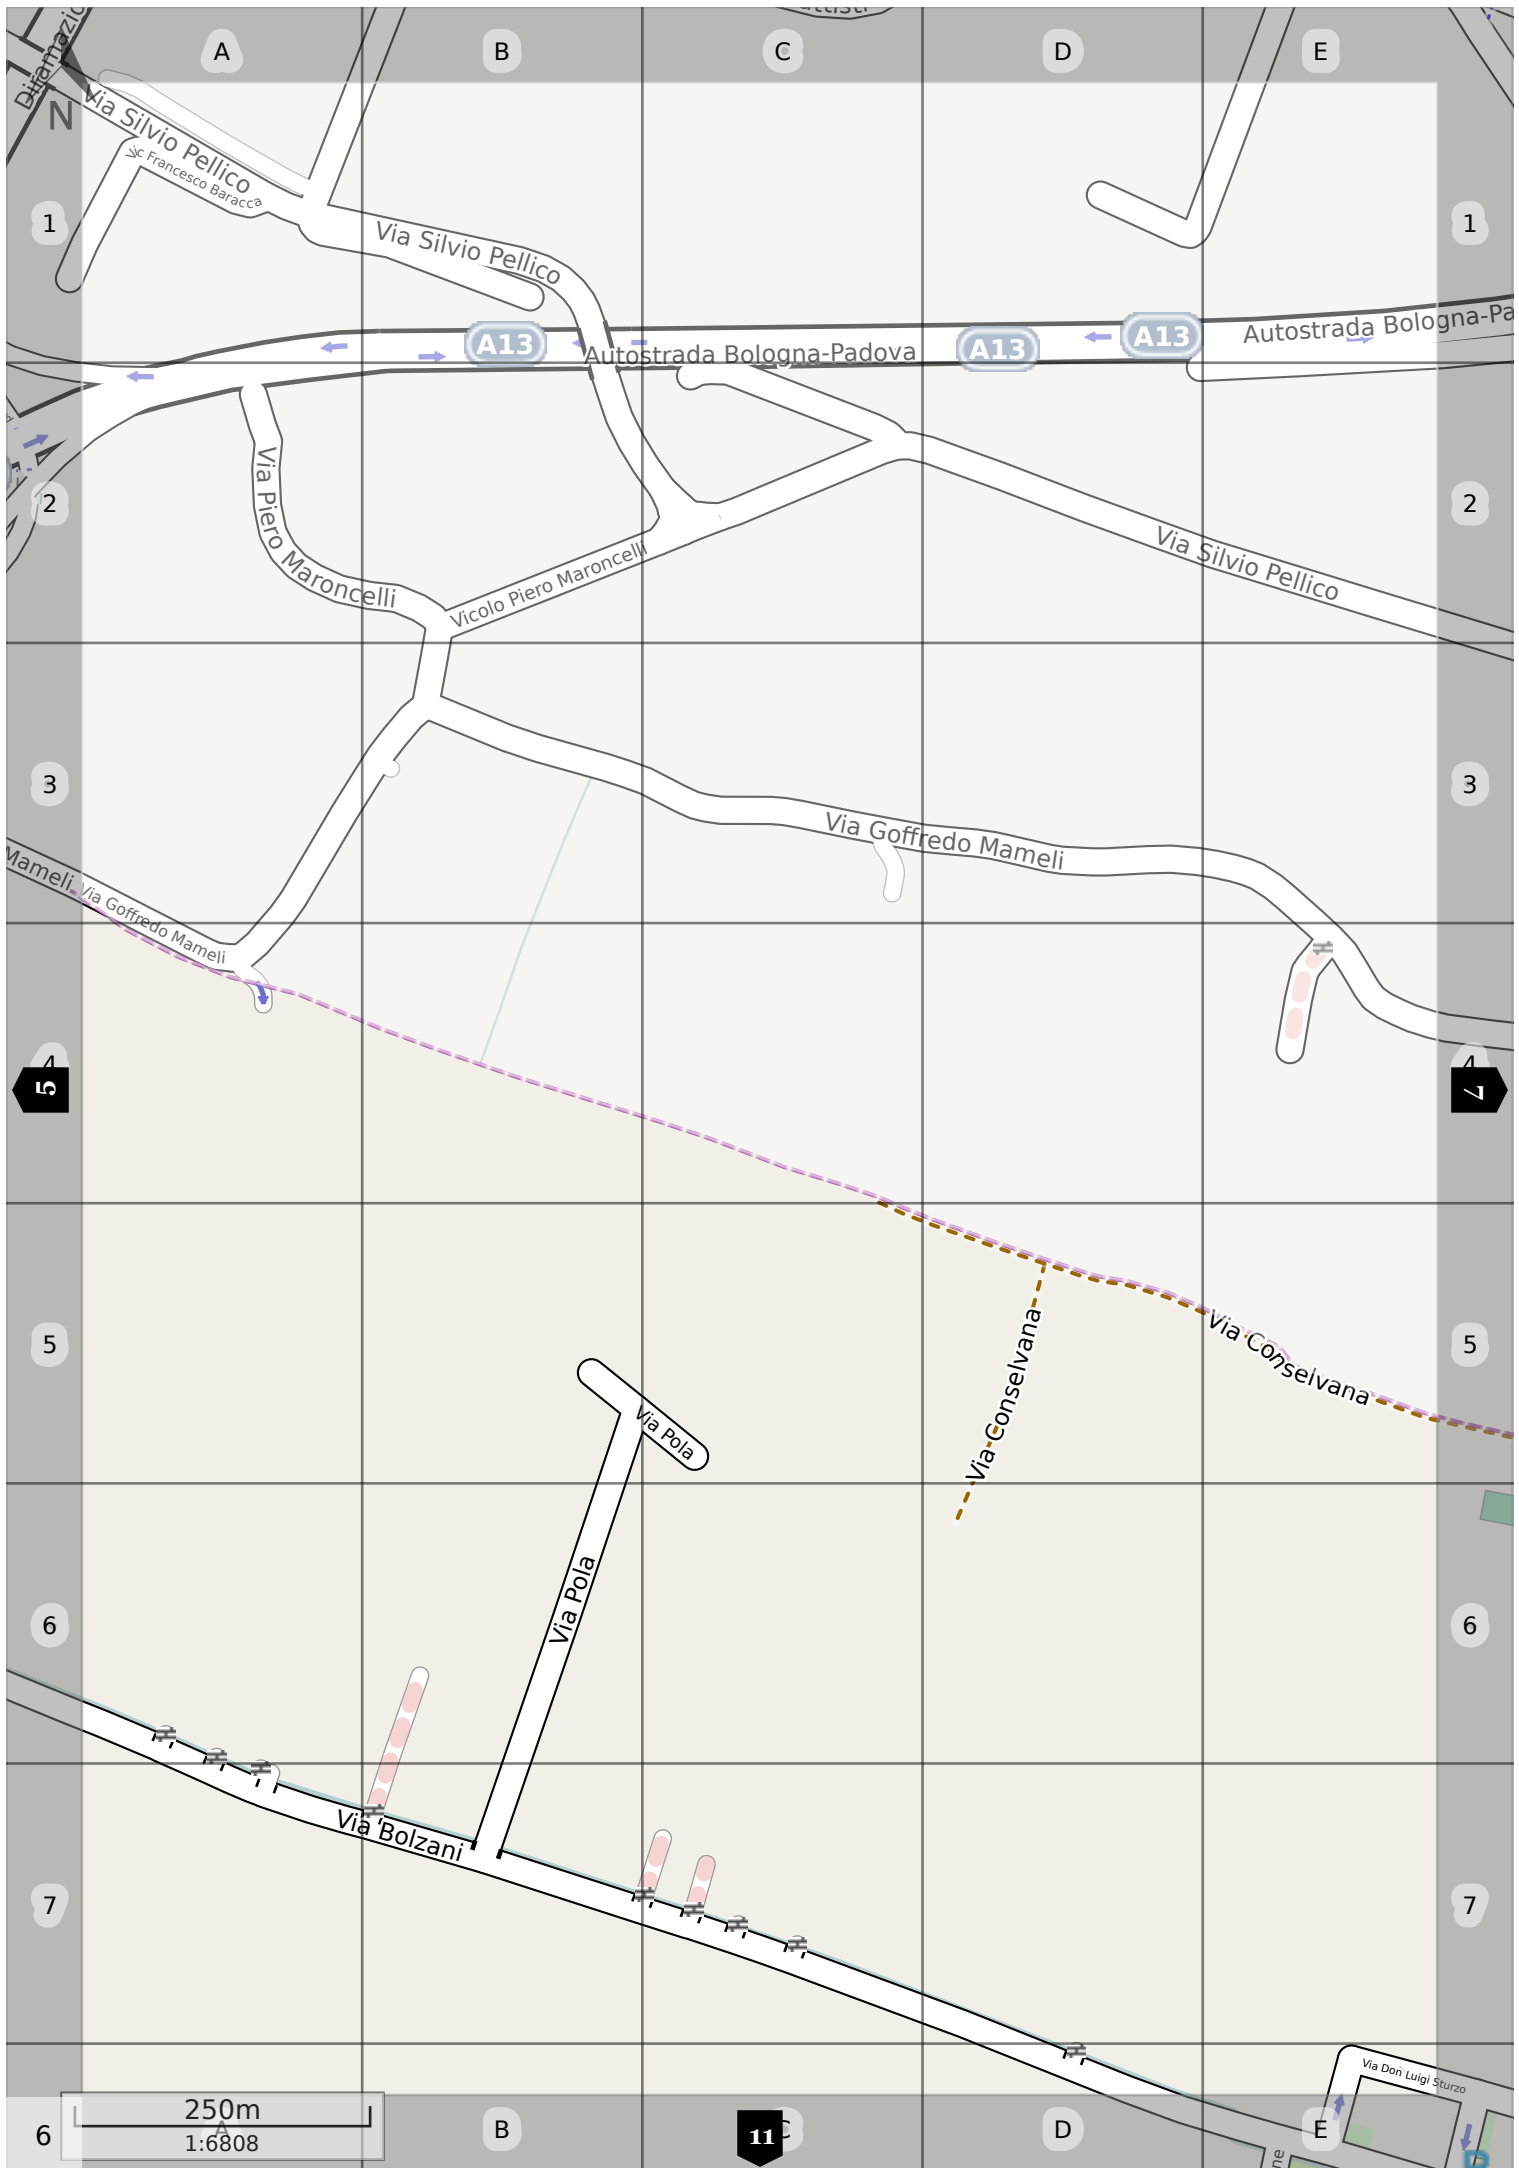 A
B
C
D
E
N
Via Silvio Pellico
Vic Francesco Baracca
1
Via Silvio Pellico
1
A13
A13
A13
Autostrada Bologna-Padova
Autostrada Bologna-Pa
2
Via Piero Maroncelli
Vicolo Piero Maroncelli
Via Silvio Pellico
2
3
Via Goffredo Mameli
3
Mameli
Via Goffredo Mameli
4
4
5
7
5
Via Conselvana
Via Conselvana
5
Via Pola
Via Pola
6
6
Via Bolzani
7
7
Via Don Luigi Sturzo
250m
1:6808
6
A
B
11
C
D
E
ne